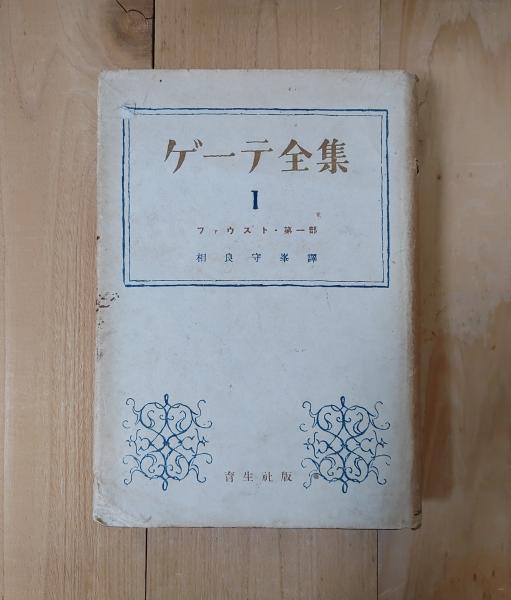 ゲーテ全集
1
ファウスト・第一部
相良守峯譯
育生社版